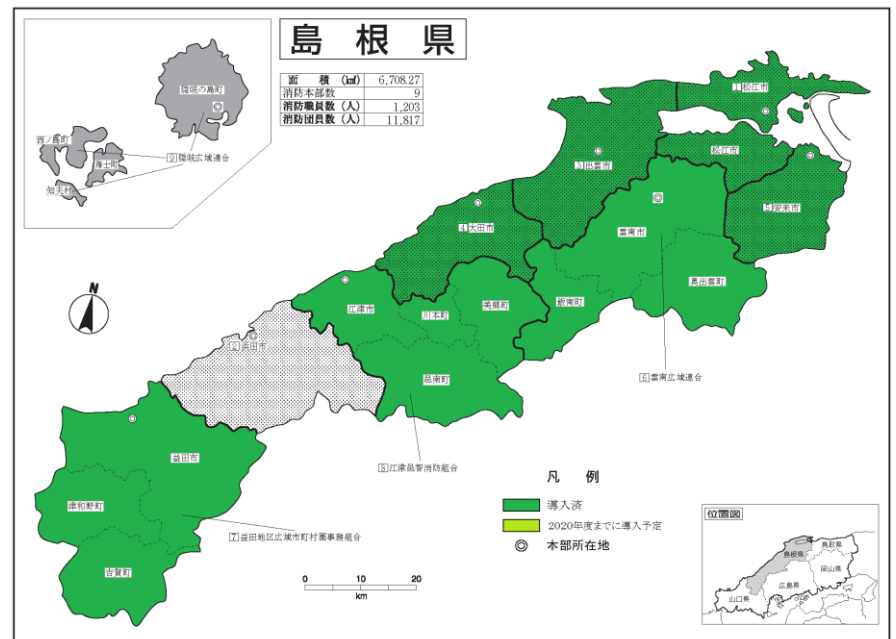 島根県
面積 (㎢) 6,708.27
消防本部数 9
消防職員数 (人) 1,203
消防団員数 (人) 11,817
隠岐の島町
西ノ島町
海士町
知夫村
9隠岐広域連合
1松江市
松江市
3出雲市
5安来市
4大田市
雲南市
奥出雲町
飯南町
美郷町
川本町
江津市
邑南町
2浜田市
6雲南広域連合
8江津邑智消防組合
益田市
津和野町
吉賀町
7益田地区広域市町村圏事務組合
N
0 10 20
km
凡例
導入済
2020年度までに導入予定
本部所在地
位置図
島根県
鳥取県
岡山県
広島県
山口県